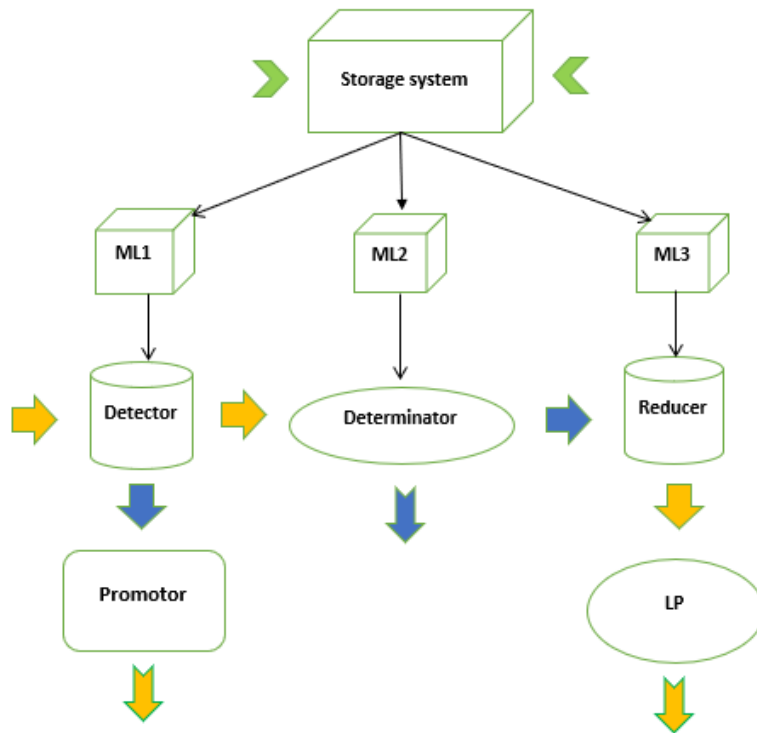 Storage system
ML1
ML2
ML3
Detector
Determinator
Reducer
Promotor
LP